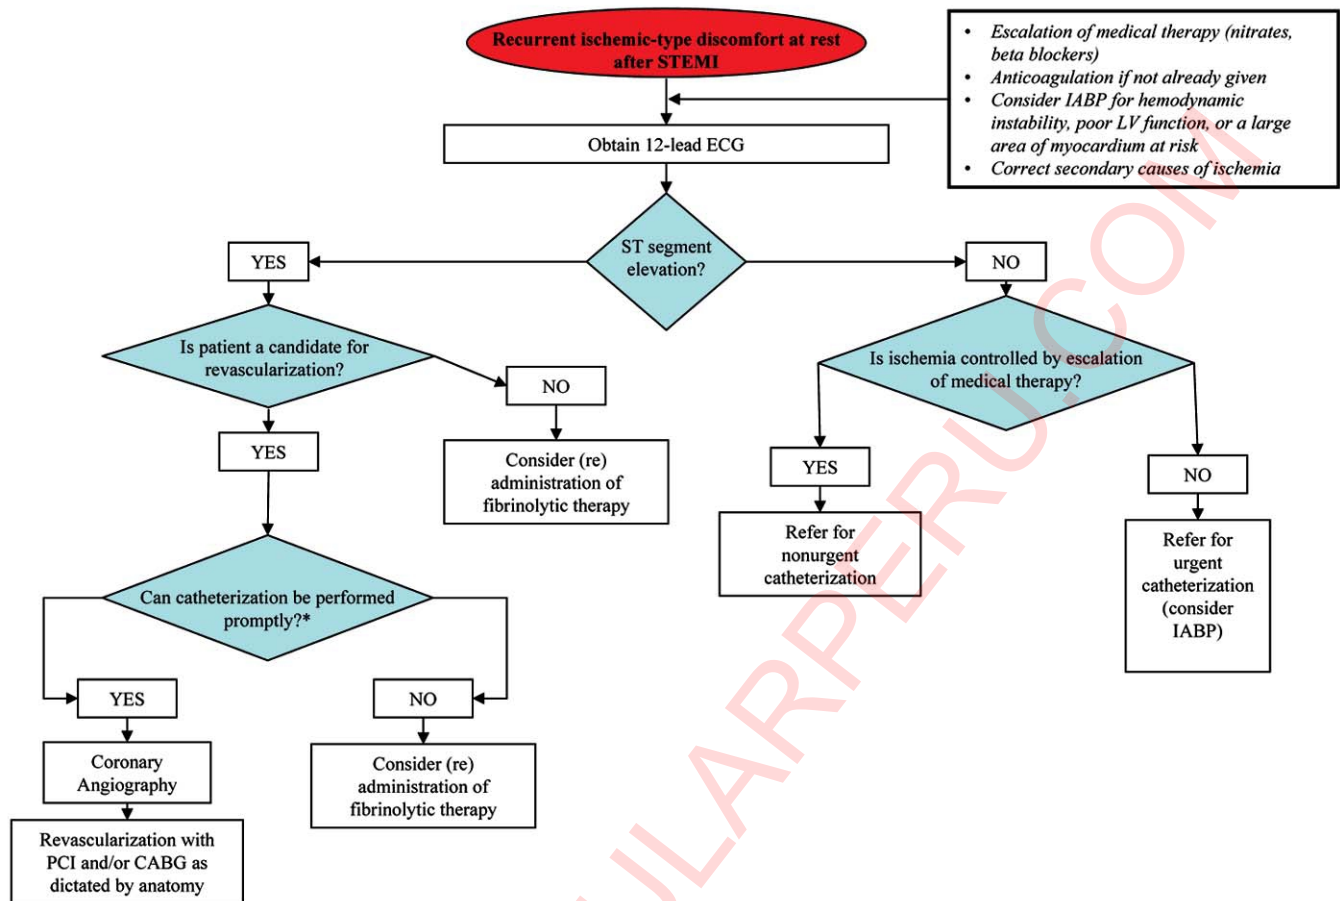 Recurrent ischemic-type discomfort at rest
after STEMI
• Escalation of medical therapy (nitrates,
beta blockers)
• Anticoagulation if not already given
• Consider IABP for hemodynamic
instability, poor LV function, or a large
area of myocardium at risk
• Correct secondary causes of ischemia
Obtain 12-lead ECG
ST segment
elevation?
YES
NO
Is patient a candidate for
revascularization?
Is ischemia controlled by escalation
of medical therapy?
NO
YES
Consider (re)
administration of
fibrinolytic therapy
YES
NO
Refer for
nonurgent
catheterization
Refer for
urgent
catheterization
(consider
IABP)
Can catheterization be performed
promptly?*
YES
NO
Coronary
Angiography
Consider (re)
administration of
fibrinolytic therapy
Revascularization with
PCI and/or CABG as
dictated by anatomy
ULARPERU.COM